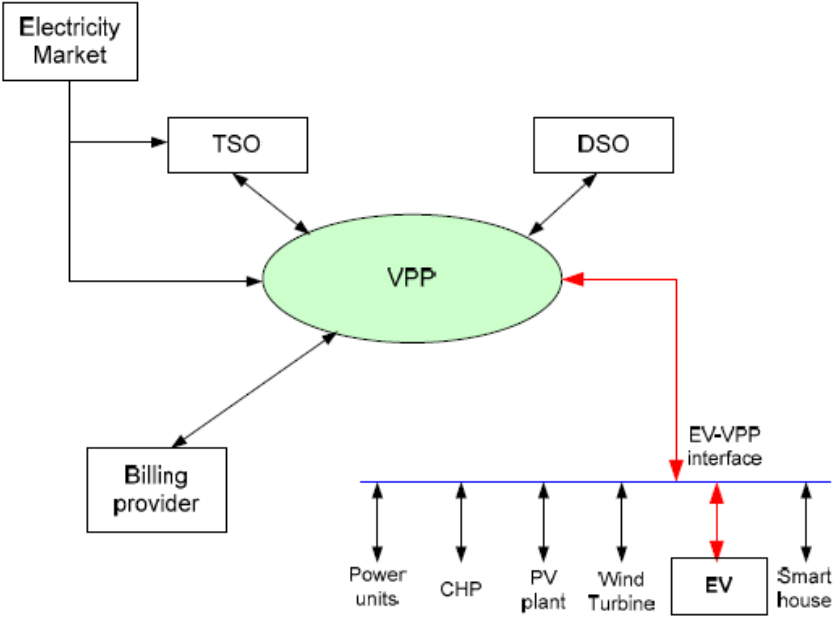 Electricity
Market
TSO
DSO
VPP
EV-VPP
interface
Billing
provider
Power
units
CHP
PV
plant
Wind
Turbine
EV
Smart
house